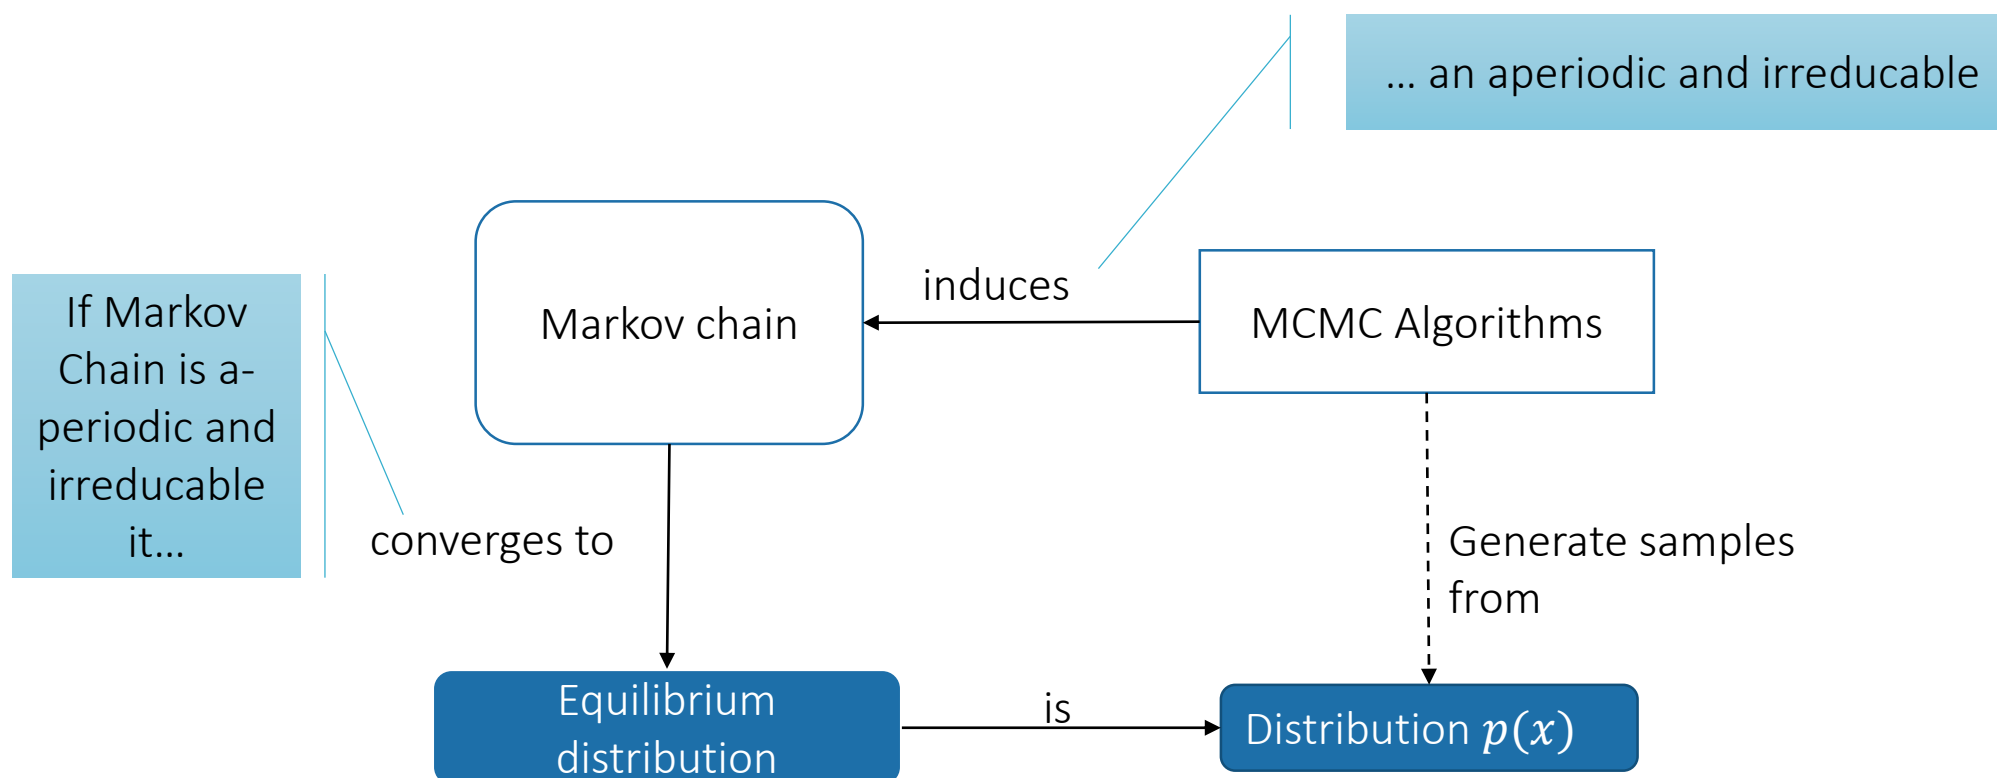 ... an aperiodic and irreducable
induces
Markov chain
MCMC Algorithms
If Markov
Chain is a-
periodic and
irreducable
it...
converges to
Generate samples
from
Equilibrium
distribution
is
Distribution p(x)